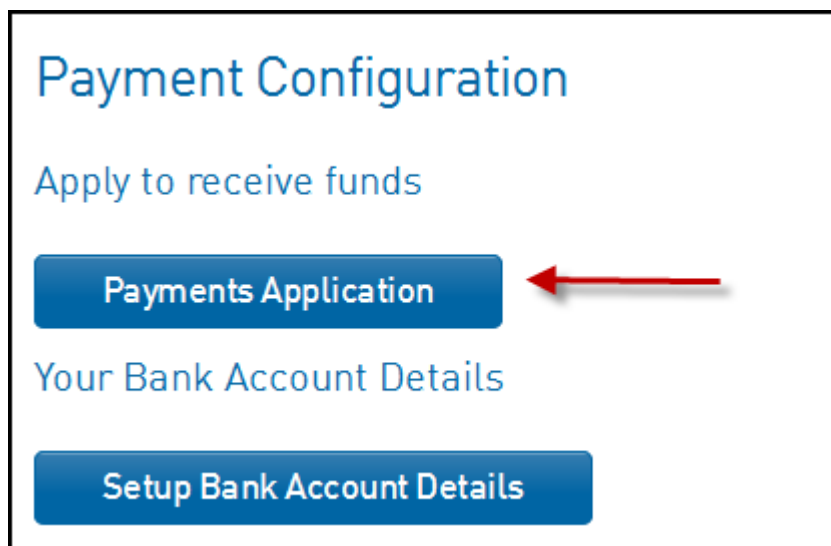 Payment Configuration
Apply to receive funds
Payments Application
Your Bank Account Details
Setup Bank Account Details